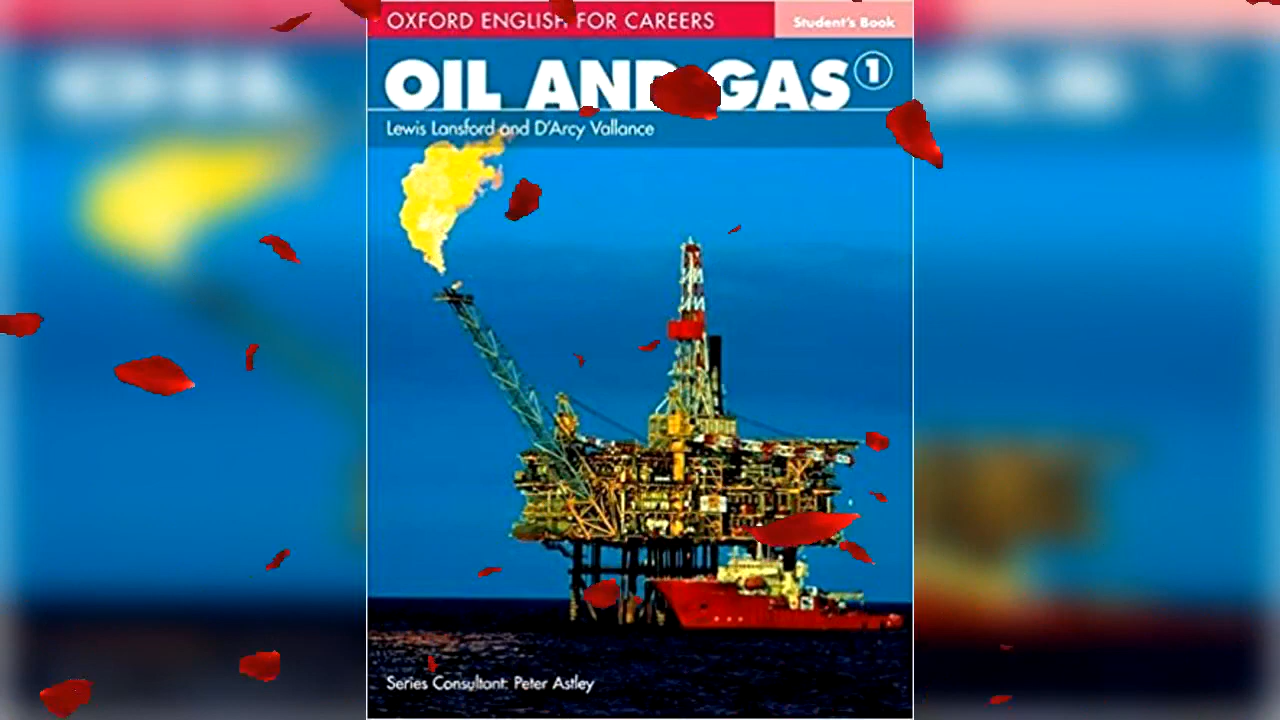 OXFORD ENGLISH FOR CAREERS
Student's Book
OIL AND GAS 1
Lewis Lansford and D'Arcy Vallance
Series Consultant: Peter Astley